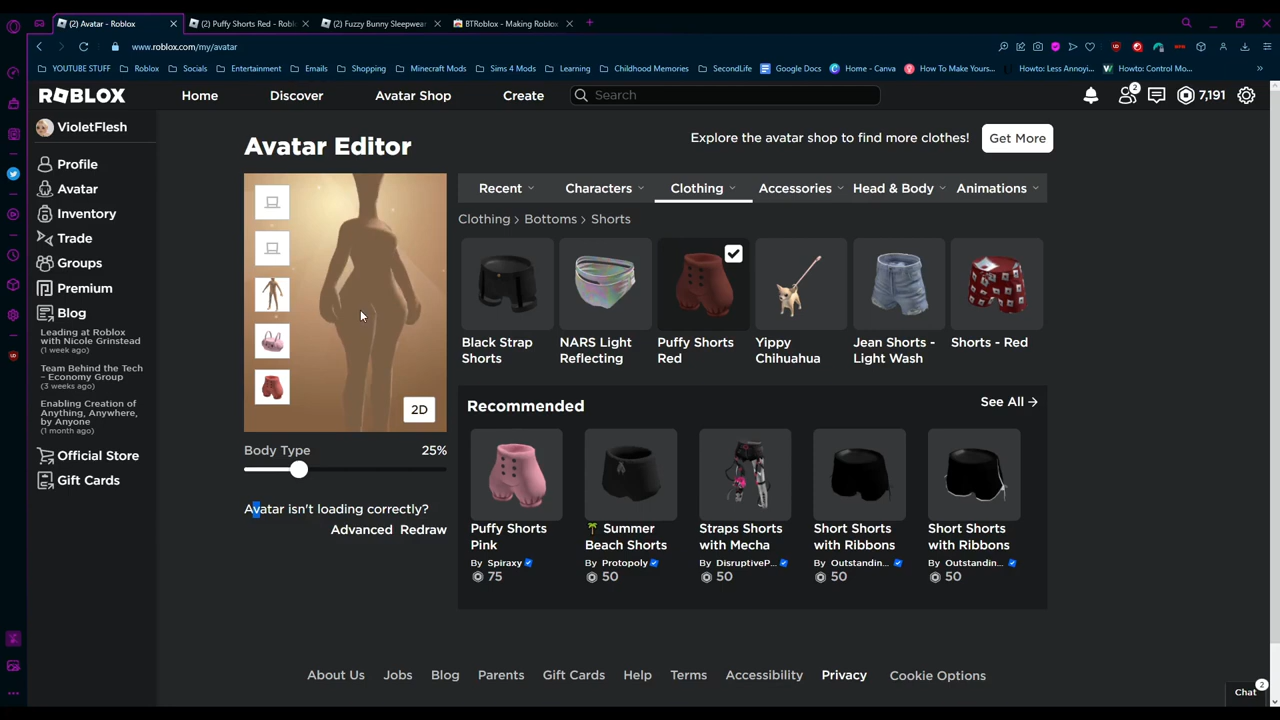 (2) Avatar - Roblox
(2) Puffy Shorts Red - Roblo
(2) Fuzzy Bunny Sleepwear
BTRoblox - Making Roblox
www.roblox.com/my/avatar
YOUTUBE STUFF
Roblox
Socials
Entertainment
Emails
Shopping
Minecraft Mods
Sims 4 Mods
Learning
Childhood Memories
SecondLife
Google Docs
Home - Canva
How To Make Yours...
Howto: Less Annoyi...
Howto: Control Mo...
ROBLOX
Home
Discover
Avatar Shop
Create
Search
2
7,191
VioletFlesh
Profile
Avatar
Inventory
Trade
Groups
Premium
Blog
Leading at Roblox
with Nicole Grinstead
(1 week ago)
Team Behind the Tech
– Economy Group
(3 weeks ago)
Enabling Creation of
Anything, Anywhere,
by Anyone
(1 month ago)
Official Store
Gift Cards
Avatar Editor
Explore the avatar shop to find more clothes!
Get More
2D
Body Type
25%
Avatar isn't loading correctly?
Advanced
Redraw
Recent
Characters
Clothing
Accessories
Head & Body
Animations
Clothing > Bottoms > Shorts
Black Strap
Shorts
NARS Light
Reflecting
Puffy Shorts
Red
Yippy
Chihuahua
Jean Shorts -
Light Wash
Shorts - Red
Recommended
See All
Puffy Shorts
Pink
By Spiraxy
75
🌴 Summer
Beach Shorts
By Protopoly
50
Straps Shorts
with Mecha
By DisruptiveP...
50
Short Shorts
with Ribbons
By Outstandin...
50
Short Shorts
with Ribbons
By Outstandin...
50
About Us
Jobs
Blog
Parents
Gift Cards
Help
Terms
Accessibility
Privacy
Cookie Options
Chat
2